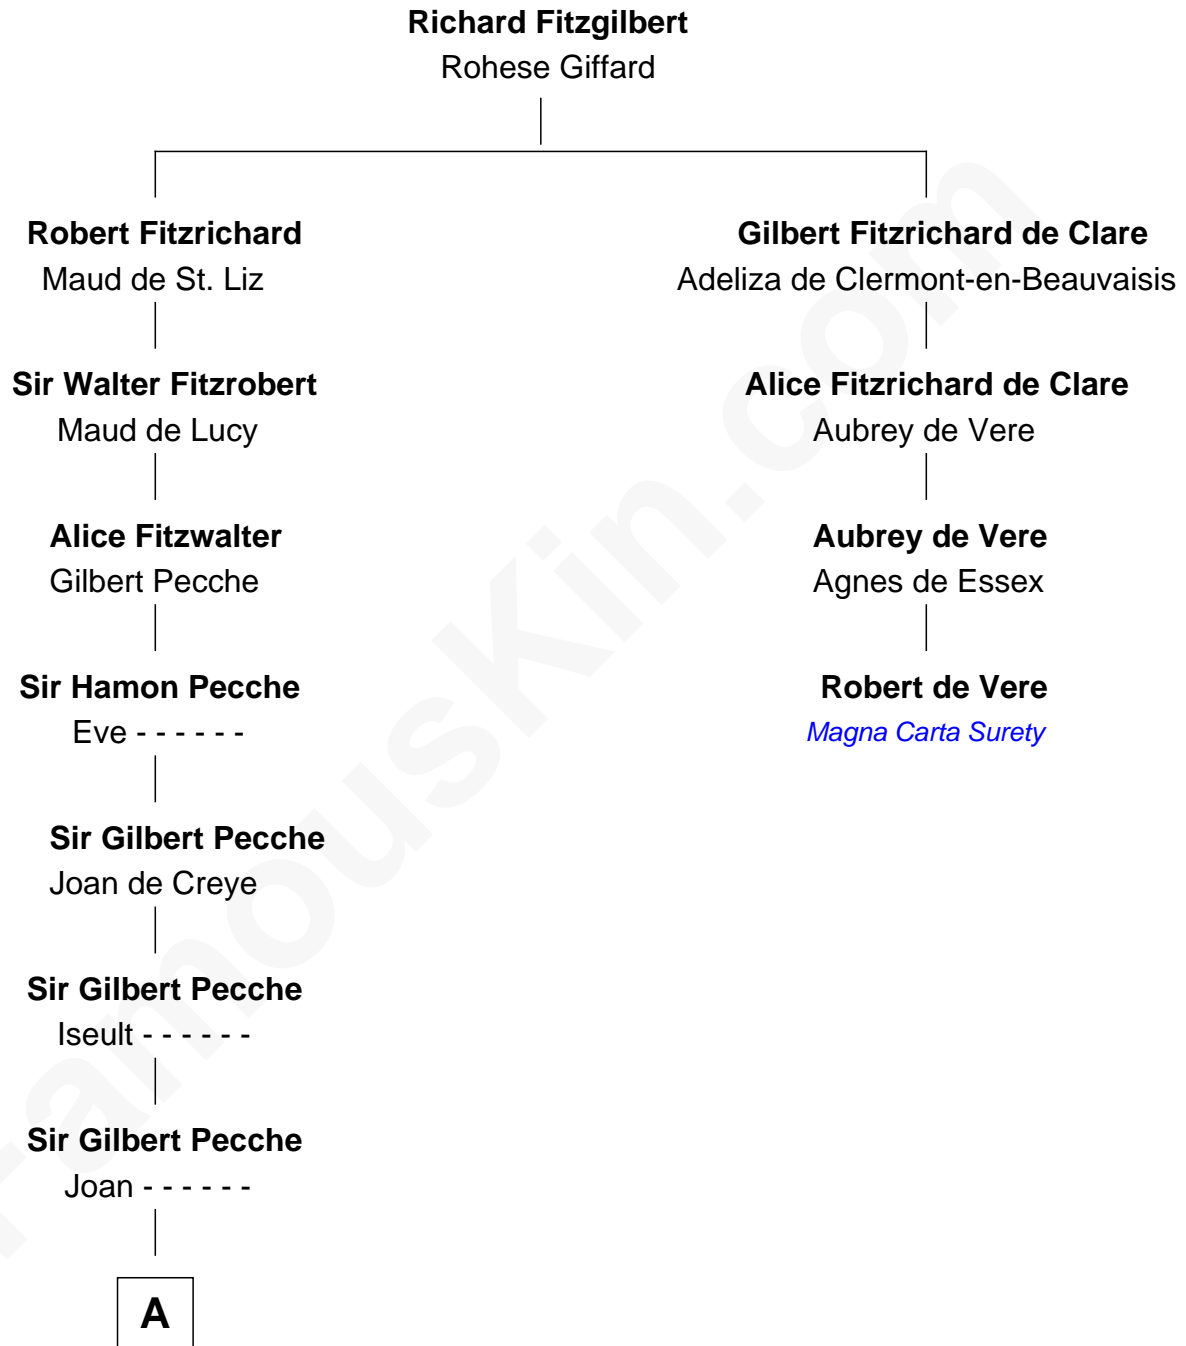 Richard Fitzgilbert
Rohese Giffard
Robert Fitzrichard
Maud de St. Liz
Gilbert Fitzrichard de Clare
Adeliza de Clermont-en-Beauvaisis
Sir Walter Fitzrobert
Maud de Lucy
Alice Fitzrichard de Clare
Aubrey de Vere
Alice Fitzwalter
Gilbert Pecche
Aubrey de Vere
Agnes de Essex
Sir Hamon Pecche
Eve - - - - - -
Robert de Vere
Magna Carta Surety
Sir Gilbert Pecche
Joan de Creye
Sir Gilbert Pecche
Iseult - - - - - -
Sir Gilbert Pecche
Joan - - - - - -
A
FamousKin.com